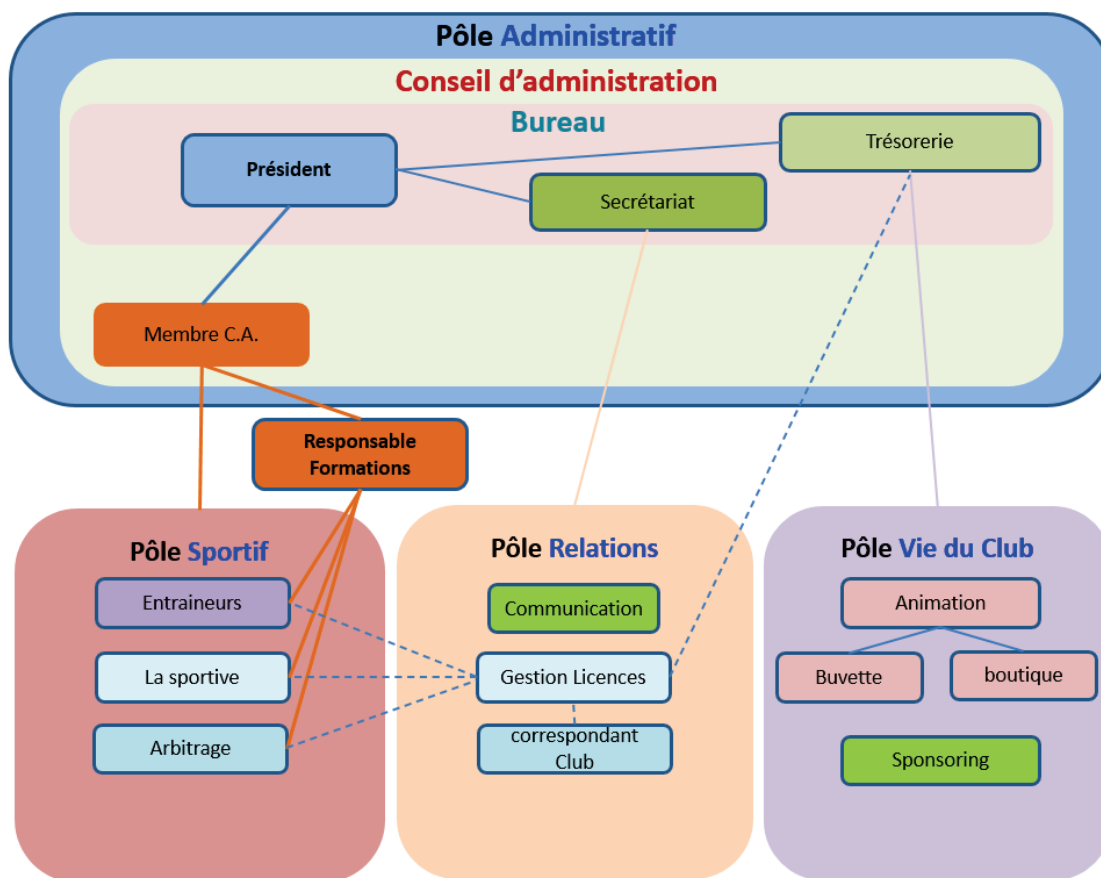 Pôle Administratif
Conseil d’administration
Bureau
Président
Trésorerie
Secrétariat
Membre C.A.
Responsable
Formations
Pôle Sportif
Entraineurs
La sportive
Arbitrage
Pôle Relations
Communication
Gestion Licences
correspondant
Club
Pôle Vie du Club
Animation
Buvette
boutique
Sponsoring